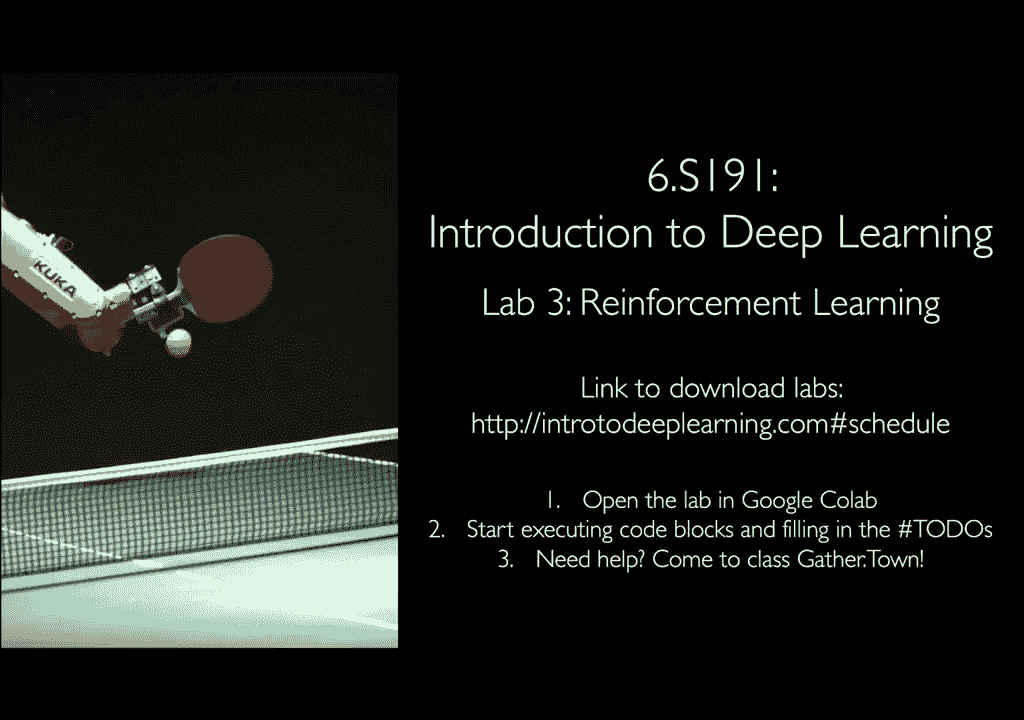 KUKA
6.S191:
Introduction to Deep Learning
Lab 3: Reinforcement Learning
Link to download labs:
http://introtodeeplearning.com#schedule
1. Open the lab in Google Colab
2. Start executing code blocks and filling in the #TODOs
3. Need help? Come to class Gather.Town!